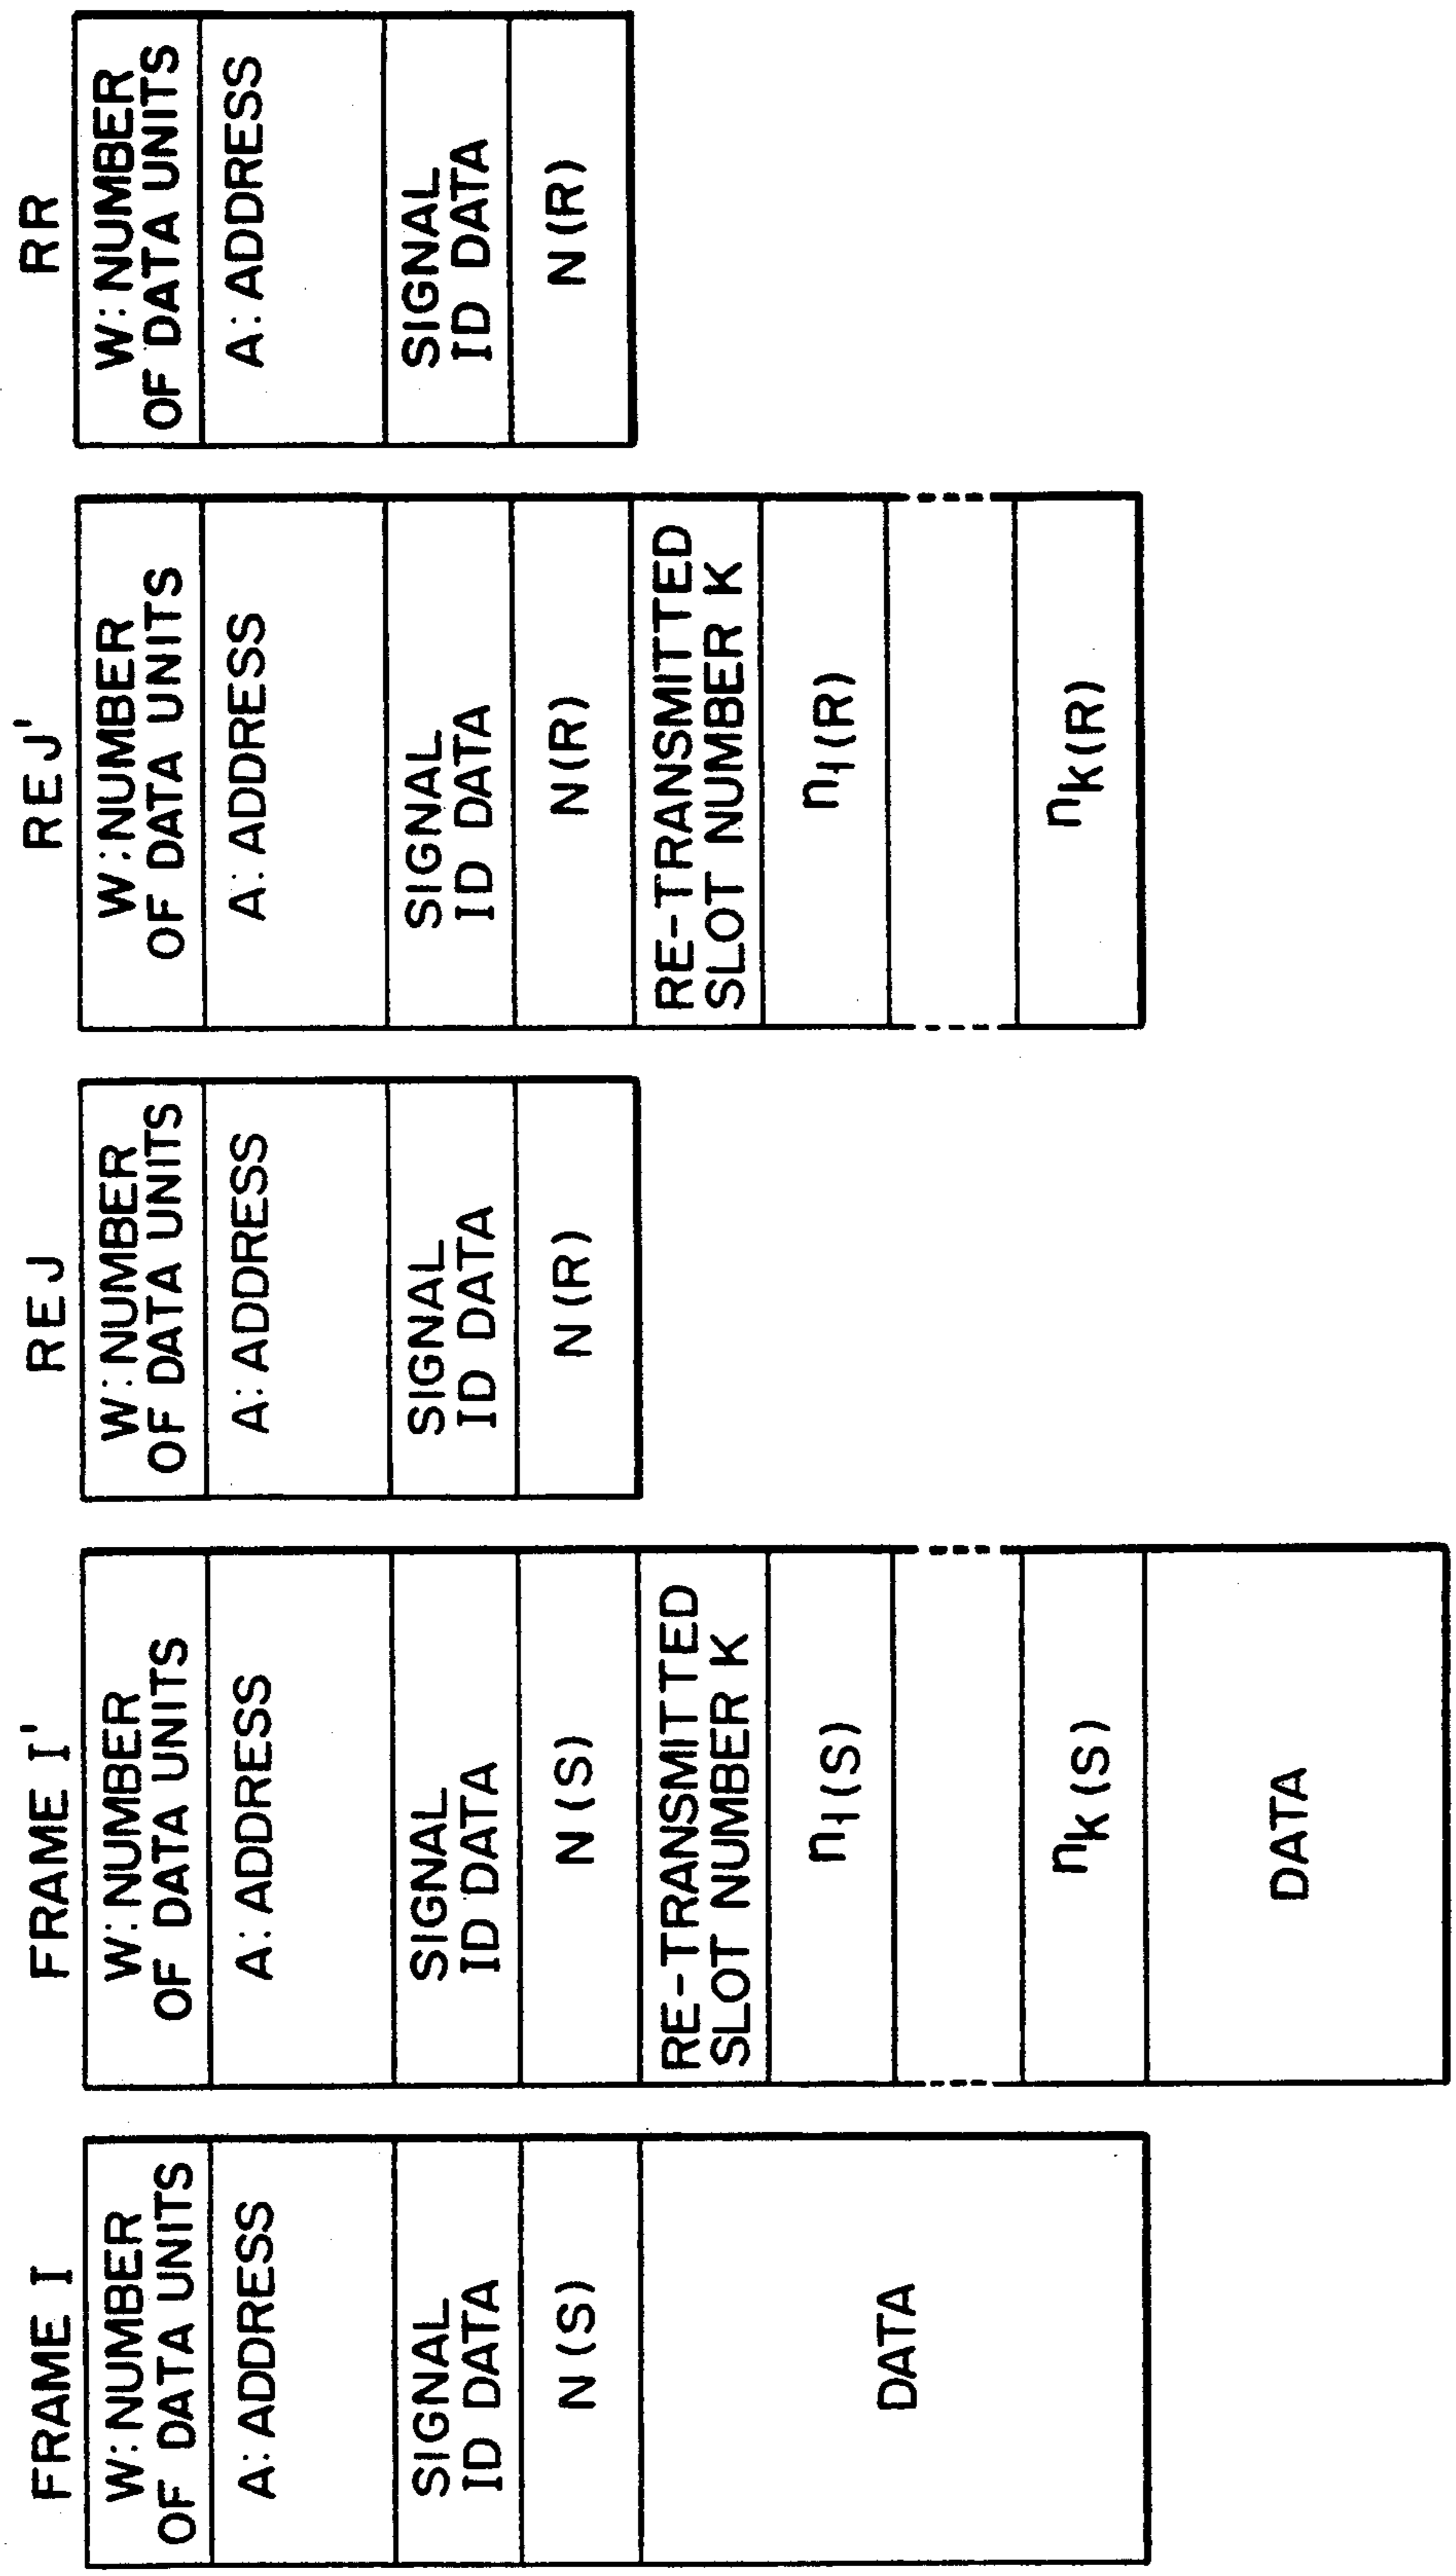 FRAME I
W: NUMBER
OF DATA UNITS
A: ADDRESS
SIGNAL
ID DATA
N (S)
DATA
FRAME I'
W: NUMBER
OF DATA UNITS
A: ADDRESS
SIGNAL
ID DATA
N (S)
RE-TRANSMITTED
SLOT NUMBER K
n1 (S)
nk (S)
DATA
REJ
W: NUMBER
OF DATA UNITS
A: ADDRESS
SIGNAL
ID DATA
N (R)
REJ'
W: NUMBER
OF DATA UNITS
A: ADDRESS
SIGNAL
ID DATA
N(R)
RE-TRANSMITTED
SLOT NUMBER K
n1(R)
nk(R)
RR
W: NUMBER
OF DATA UNITS
A: ADDRESS
SIGNAL
ID DATA
N (R)